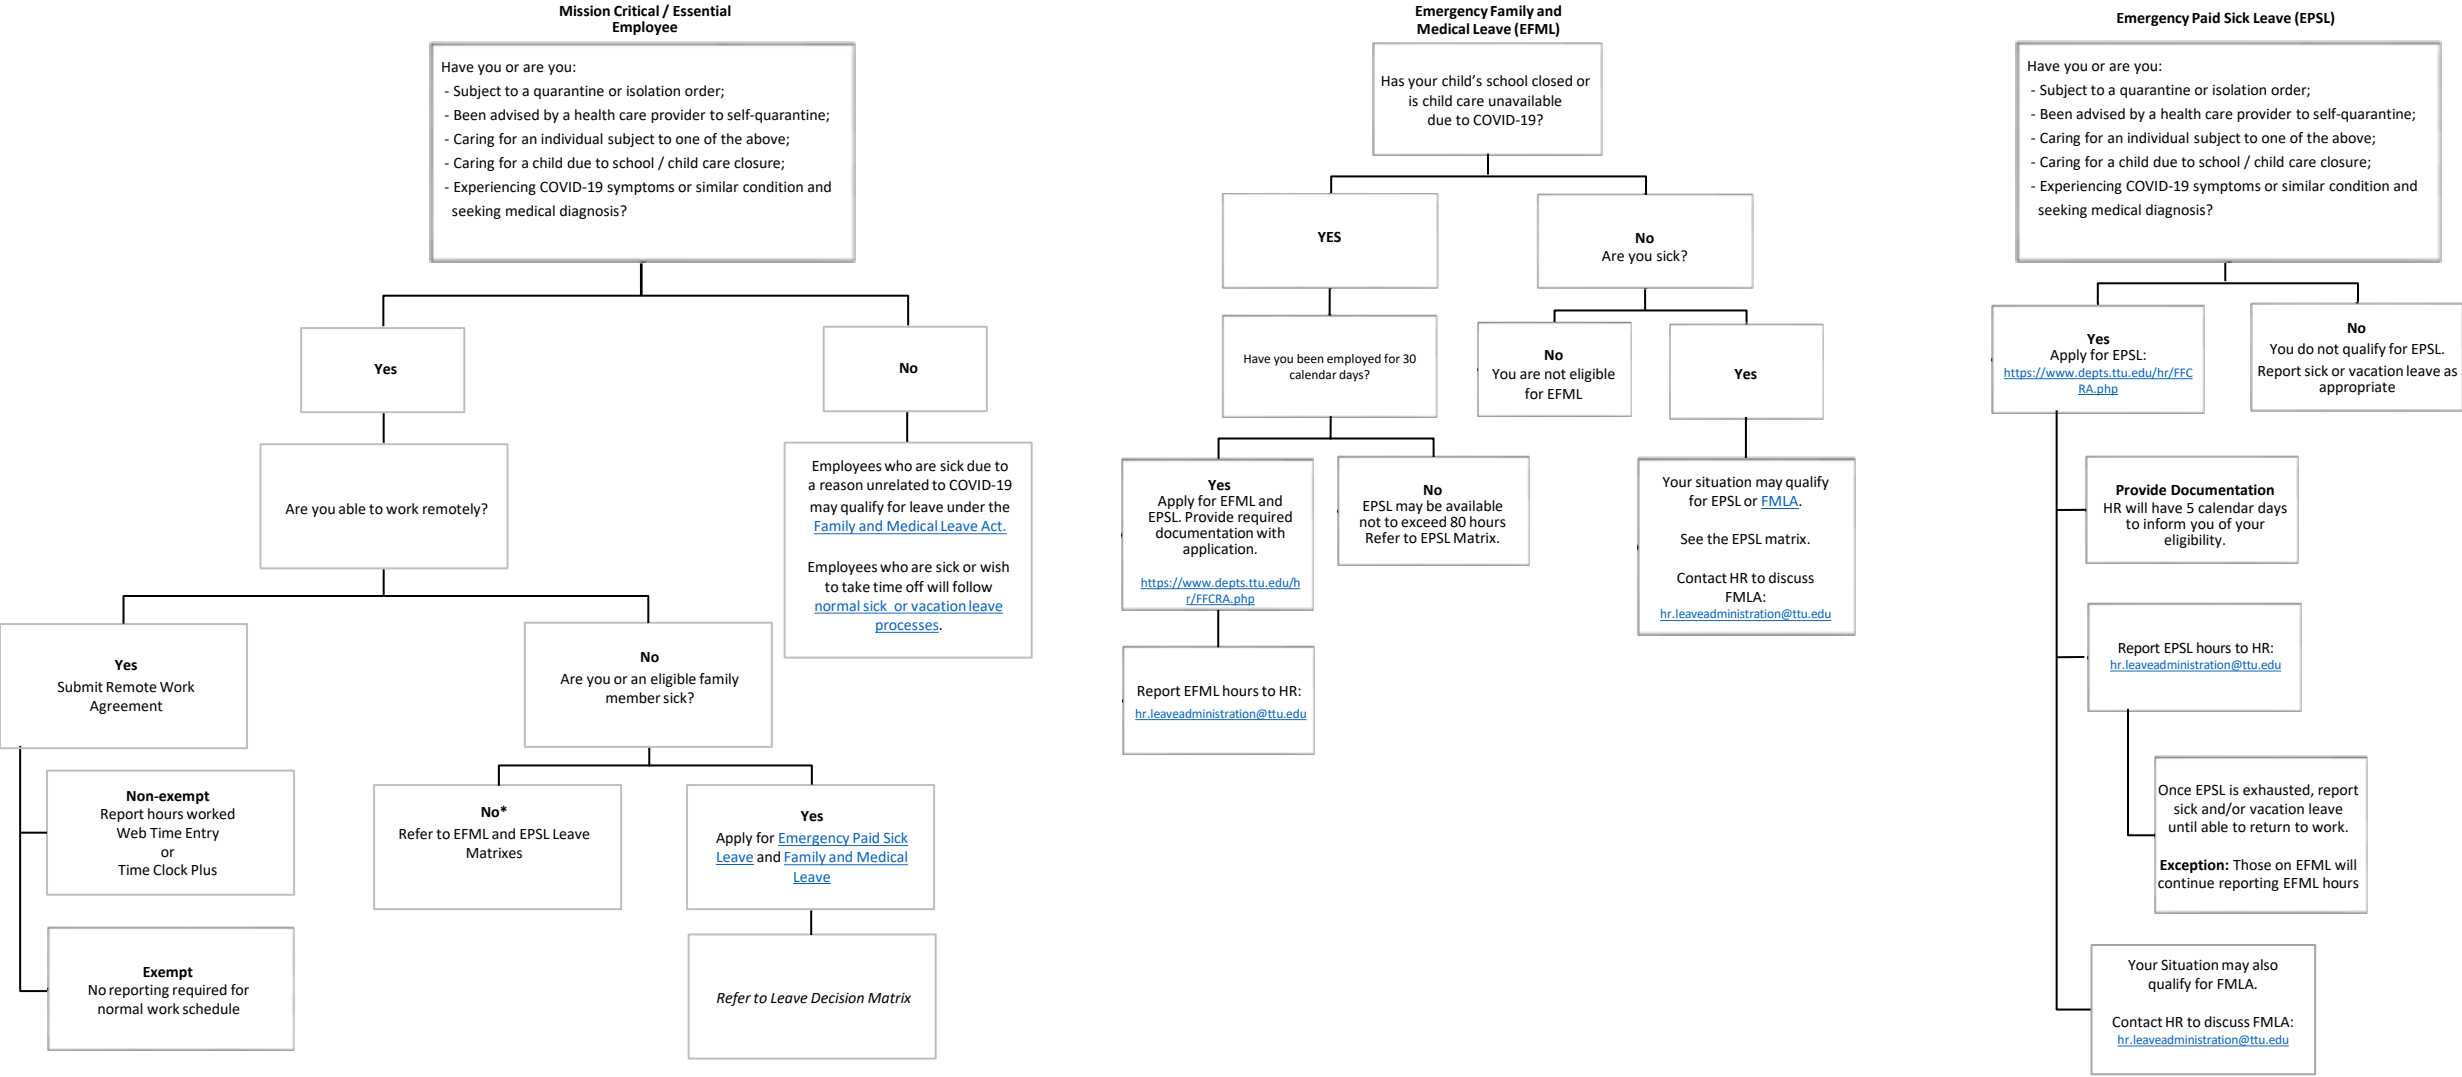 Mission Critical / Essential
Employee
Have you or are you:
- Subject to a quarantine or isolation order;
- Been advised by a health care provider to self-quarantine;
- Caring for an individual subject to one of the above;
- Caring for a child due to school / child care closure;
- Experiencing COVID-19 symptoms or similar condition and
seeking medical diagnosis?
Yes
No
Are you able to work remotely?
Employees who are sick due to
a reason unrelated to COVID-19
may qualify for leave under the
Family and Medical Leave Act.
Employees who are sick or wish
to take time off will follow
normal sick or vacation leave
processes.
Yes
Submit Remote Work
Agreement
No
Are you or an eligible family
member sick?
Non-exempt
Report hours worked
Web Time Entry
or
Time Clock Plus
No*
Refer to EFML and EPSL Leave
Matrixes
Yes
Apply for Emergency Paid Sick
Leave and Family and Medical
Leave
Exempt
No reporting required for
normal work schedule
Refer to Leave Decision Matrix
Emergency Family and
Medical Leave (EFML)
Has your child's school closed or
is child care unavailable
due to COVID-19?
YES
No
Are you sick?
Have you been employed for 30
calendar days?
No
You are not eligible
for EFML
Yes
Yes
Apply for EFML and
EPSL. Provide required
documentation with
application.
https://www.depts.ttu.edu/h
r/FFCRA.php
No
EPSL may be available
not to exceed 80 hours
Refer to EPSL Matrix.
Your situation may qualify
for EPSL or FMLA.
See the EPSL matrix.
Contact HR to discuss
FMLA:
hr.leaveadministration@ttu.edu
Report EFML hours to HR:
hr.leaveadministration@ttu.edu
Emergency Paid Sick Leave (EPSL)
Have you or are you:
- Subject to a quarantine or isolation order;
- Been advised by a health care provider to self-quarantine;
- Caring for an individual subject to one of the above;
- Caring for a child due to school / child care closure;
- Experiencing COVID-19 symptoms or similar condition and
seeking medical diagnosis?
Yes
Apply for EPSL:
https://www.depts.ttu.edu/hr/FFC
RA.php
No
You do not qualify for EPSL.
Report sick or vacation leave as
appropriate
Provide Documentation
HR will have 5 calendar days
to inform you of your
eligibility.
Report EPSL hours to HR:
hr.leaveadministration@ttu.edu
Once EPSL is exhausted, report
sick and/or vacation leave
until able to return to work.
Exception: Those on EFML will
continue reporting EFML hours
Your Situation may also
qualify for FMLA.
Contact HR to discuss FMLA:
hr.leaveadministration@ttu.edu